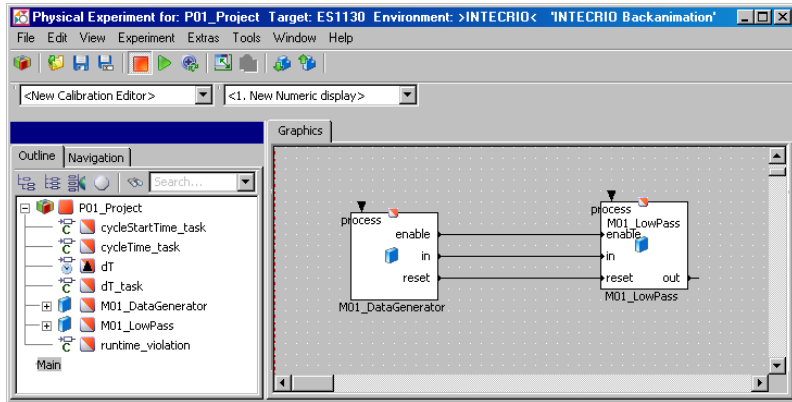 Physical Experiment for: P01_Project Target: ES1130 Environment: >INTECRIO< 'INTECRIO Backanimation'
File Edit View Experiment Extras Tools Window Help
<New Calibration Editor> <1. New Numeric display>
Graphics
Outline Navigation
Search...
P01_Project
cycleStartTime_task
cycleTime_task
dT
dT_task
M01_DataGenerator
M01_LowPass
runtime_violation
Main
process
enable
in
reset
M01_DataGenerator
process
M01_LowPass
enable
in
reset out
M01_LowPass